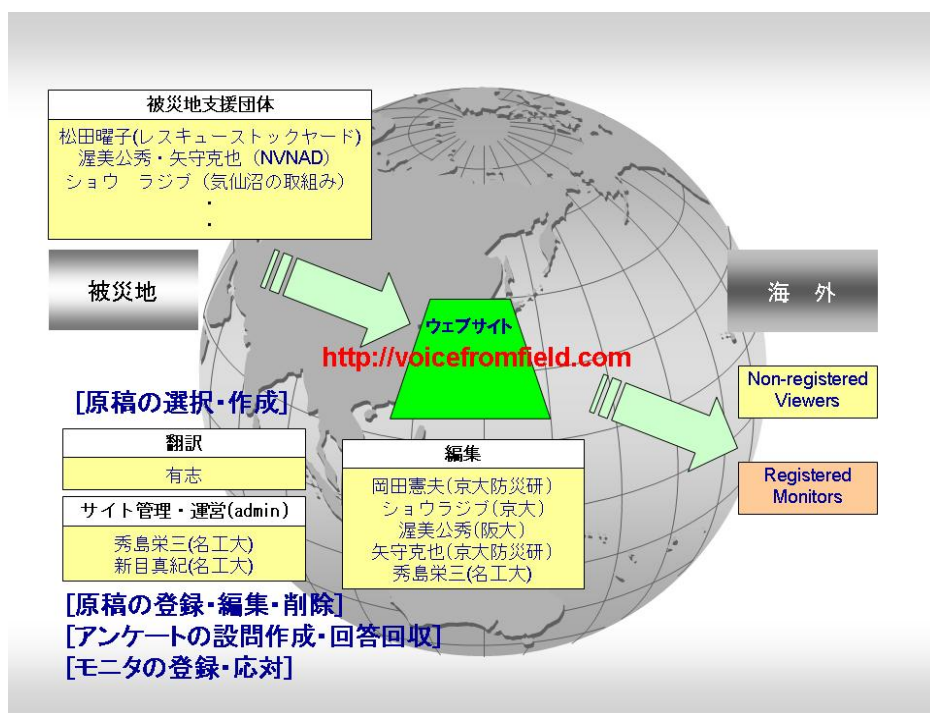 被災地支援団体
松田曜子(レスキューストックヤード)
渥美公秀・矢守克也（NVNAD）
ショウ　ラジブ（気仙沼の取組み）
・
・
被災地
海　外
ウェブサイト
http://voicefromfield.com
Non-registered
Viewers
[原稿の選択・作成]
翻訳
有志
Registered
Monitors
サイト管理・運営(admin)
秀島栄三(名工大)
新目真紀(名工大)
編集
岡田憲夫(京大防災研)
ショウラジブ(京大)
渥美公秀(阪大)
矢守克也(京大防災研)
秀島栄三(名工大)
[原稿の登録・編集・削除]
[アンケートの設問作成・回答回収]
[モニタの登録・応対]